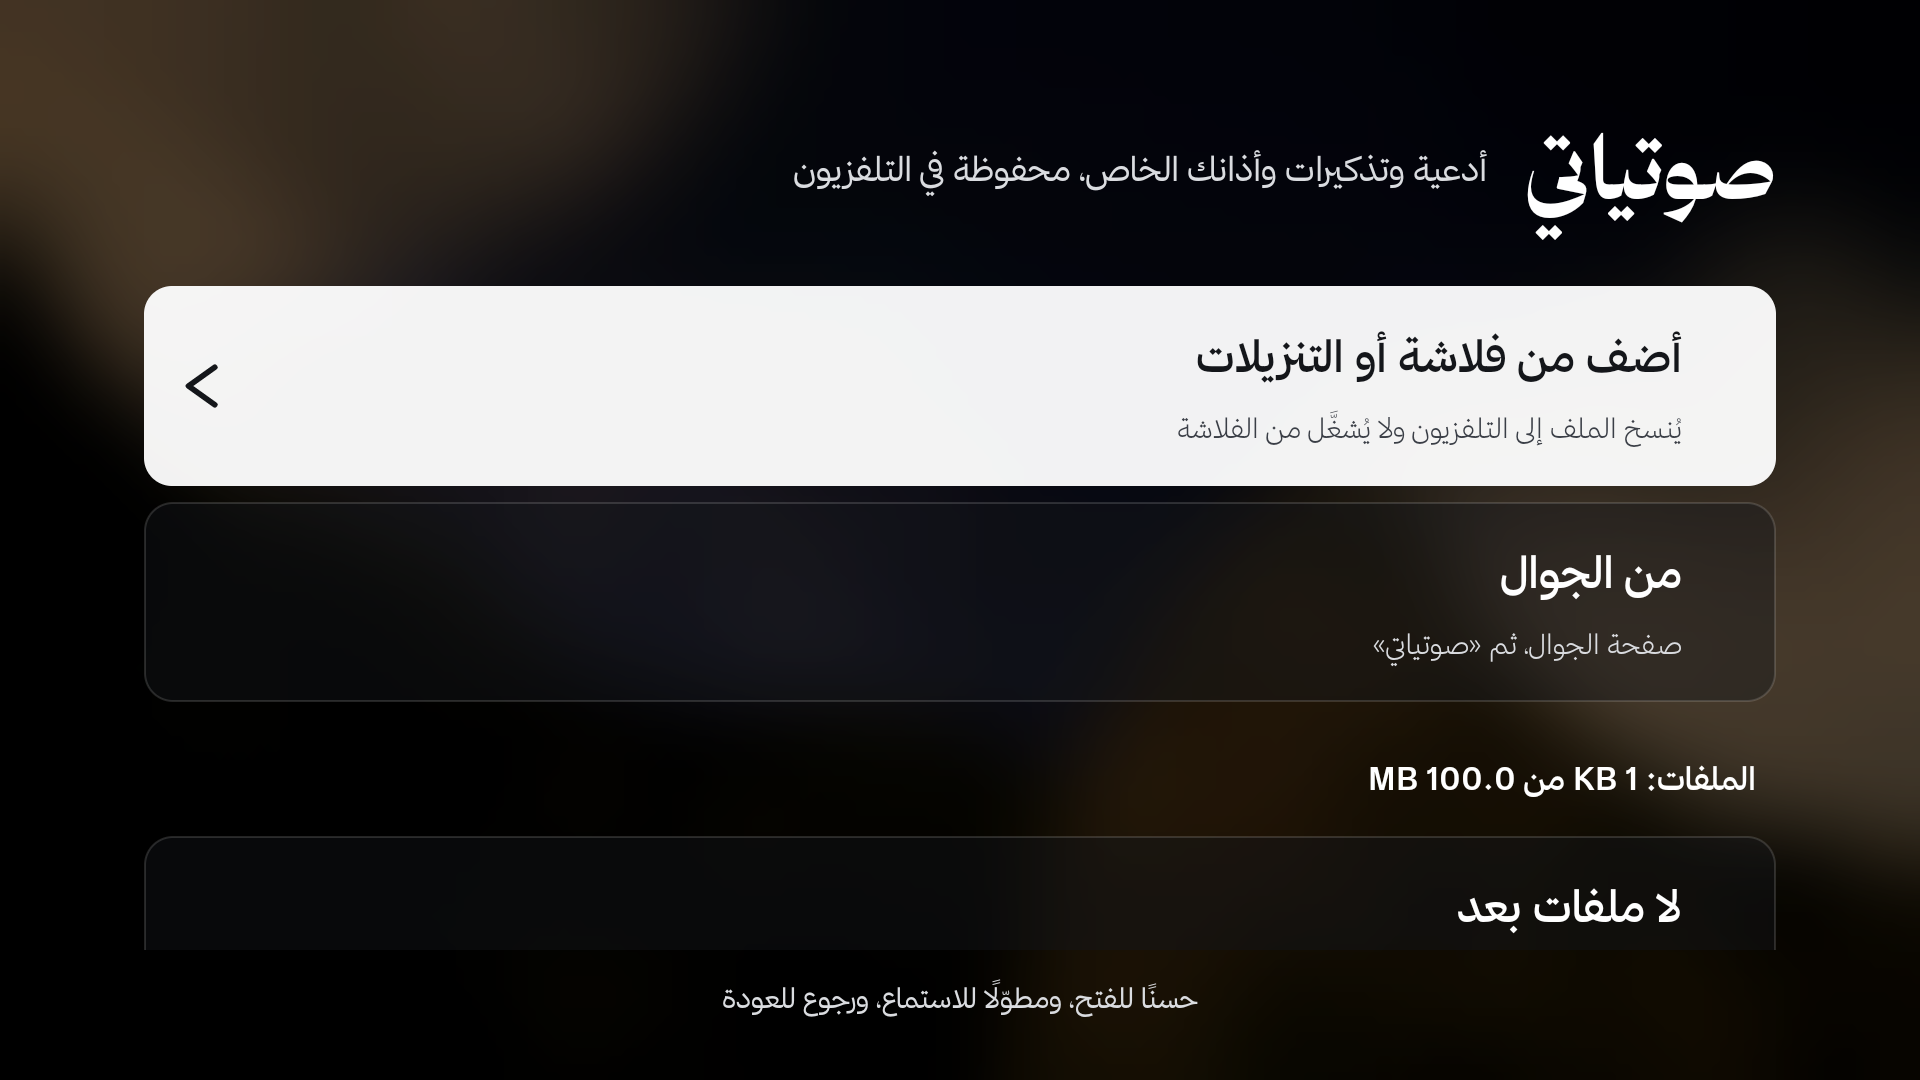 صوتياتي
أدعية وتذكيرات وأذانك الخاص، محفوظة في التلفزيون
أضف من فلاشة أو التنزيلات
يُنسخ الملف إلى التلفزيون ولا يُشغَّل من الفلاشة
من الجوال
صفحة الجوال، ثم «صوتياتي»
الملفات: 1 KB من 100.0 MB
لا ملفات بعد
حسنًا للفتح، ومطوّلًا للاستماع، ورجوع للعودة